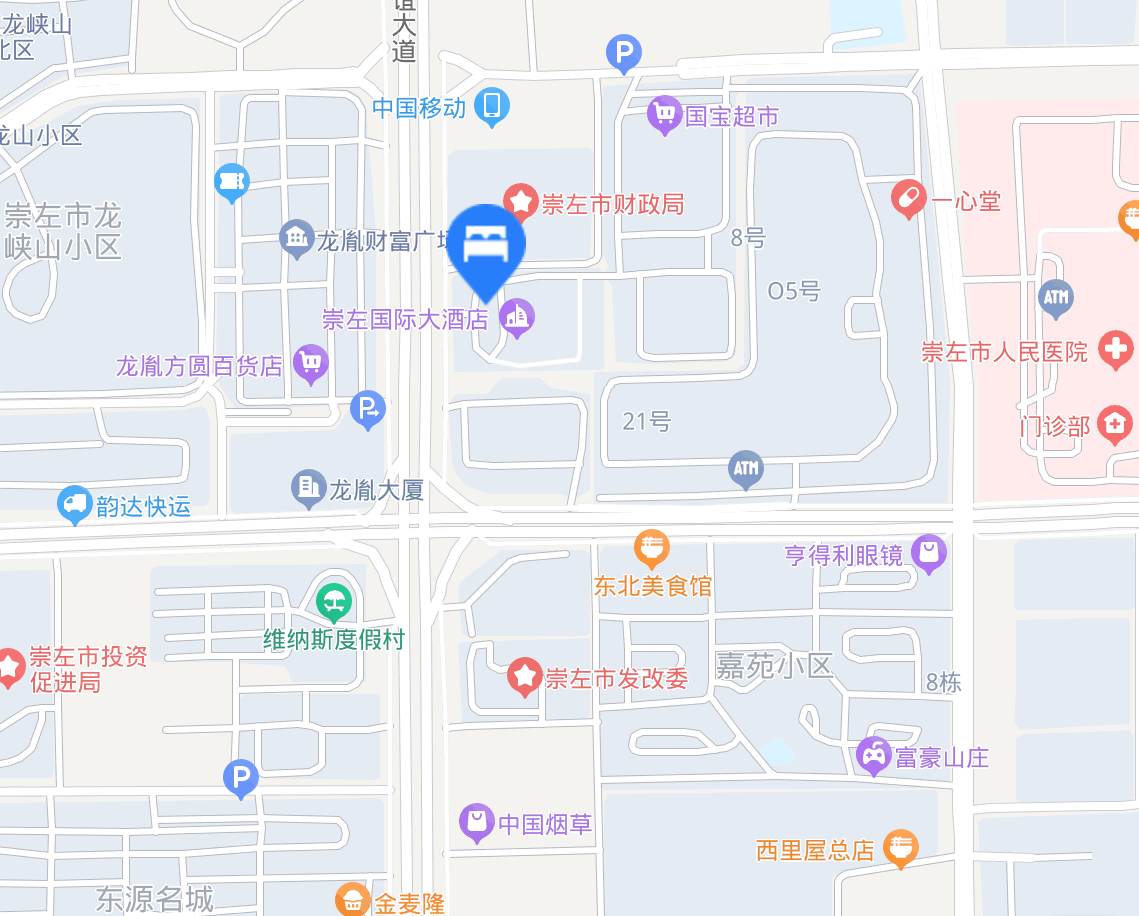 谊大道
龙峡山
北区
P
中国移动
国宝超市
龙山小区
崇左市龙
峡山小区
崇左市财政局
一心堂
龙胤财富广场
8号
O5号
ATM
崇左国际大酒店
崇左市人民医院
龙胤方圆百货店
P
21号
门诊部
ATM
龙胤大厦
韵达快运
亨得利眼镜
东北美食馆
维纳斯度假村
崇左市投资
促进局
崇左市发改委
嘉苑小区
8栋
富豪山庄
P
中国烟草
西里屋总店
东源名城
金麦隆